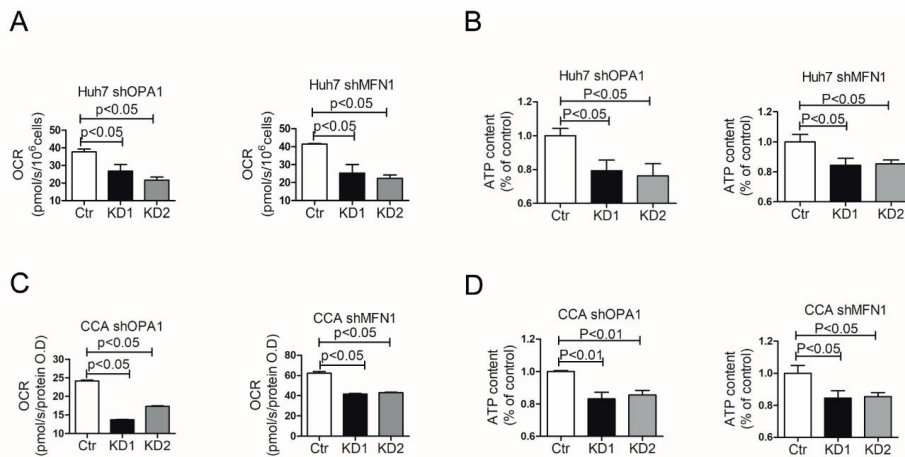 A
Huh7 shOPA1
p<0.05
p<0.05
OCR
(pmol/s/10⁶cells)
50
40
30
20
10
Ctr KD1 KD2
Huh7 shMFN1
p<0.05
p<0.05
OCR
(pmol/s/10⁶cells)
50
40
30
20
10
Ctr KD1 KD2
B
Huh7 shOPA1
P<0.05
P<0.05
ATP content
(% of control)
1.2
1.0
0.8
0.6
Ctr KD1 KD2
Huh7 shMFN1
p<0.05
p<0.05
ATP content
(% of control)
1.2
1.0
0.8
0.6
Ctr KD1 KD2
C
CCA shOPA1
p<0.05
p<0.05
OCR
(pmol/s/protein O.D)
30
25
20
15
10
Ctr KD1 KD2
CCA shMFN1
p<0.05
p<0.05
OCR
(pmol/s/protein O.D)
80
60
40
20
0
Ctr KD1 KD2
D
CCA shOPA1
P<0.01
P<0.01
ATP content
(% of control)
1.4
1.2
1.0
0.8
0.6
Ctr KD1 KD2
CCA shMFN1
P<0.05
P<0.05
ATP content
(% of control)
1.2
1.0
0.8
0.6
Ctr KD1 KD2